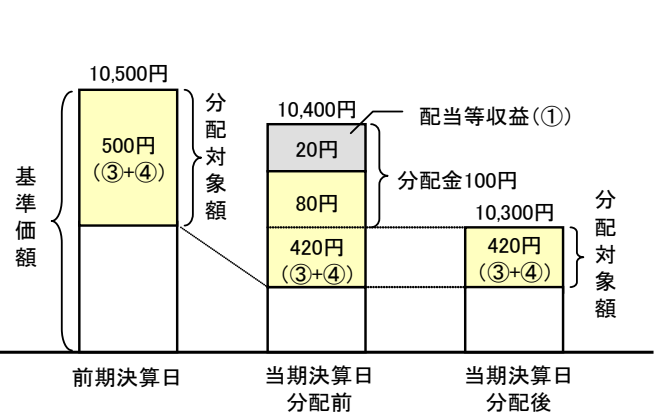 10,500円
500円
(③+④)
分配対象額
基準価額
10,400円
配当等収益(①)
20円
80円
420円
(③+④)
分配金100円
10,300円
420円
(③+④)
分配対象額
前期決算日
当期決算日
分配前
当期決算日
分配後